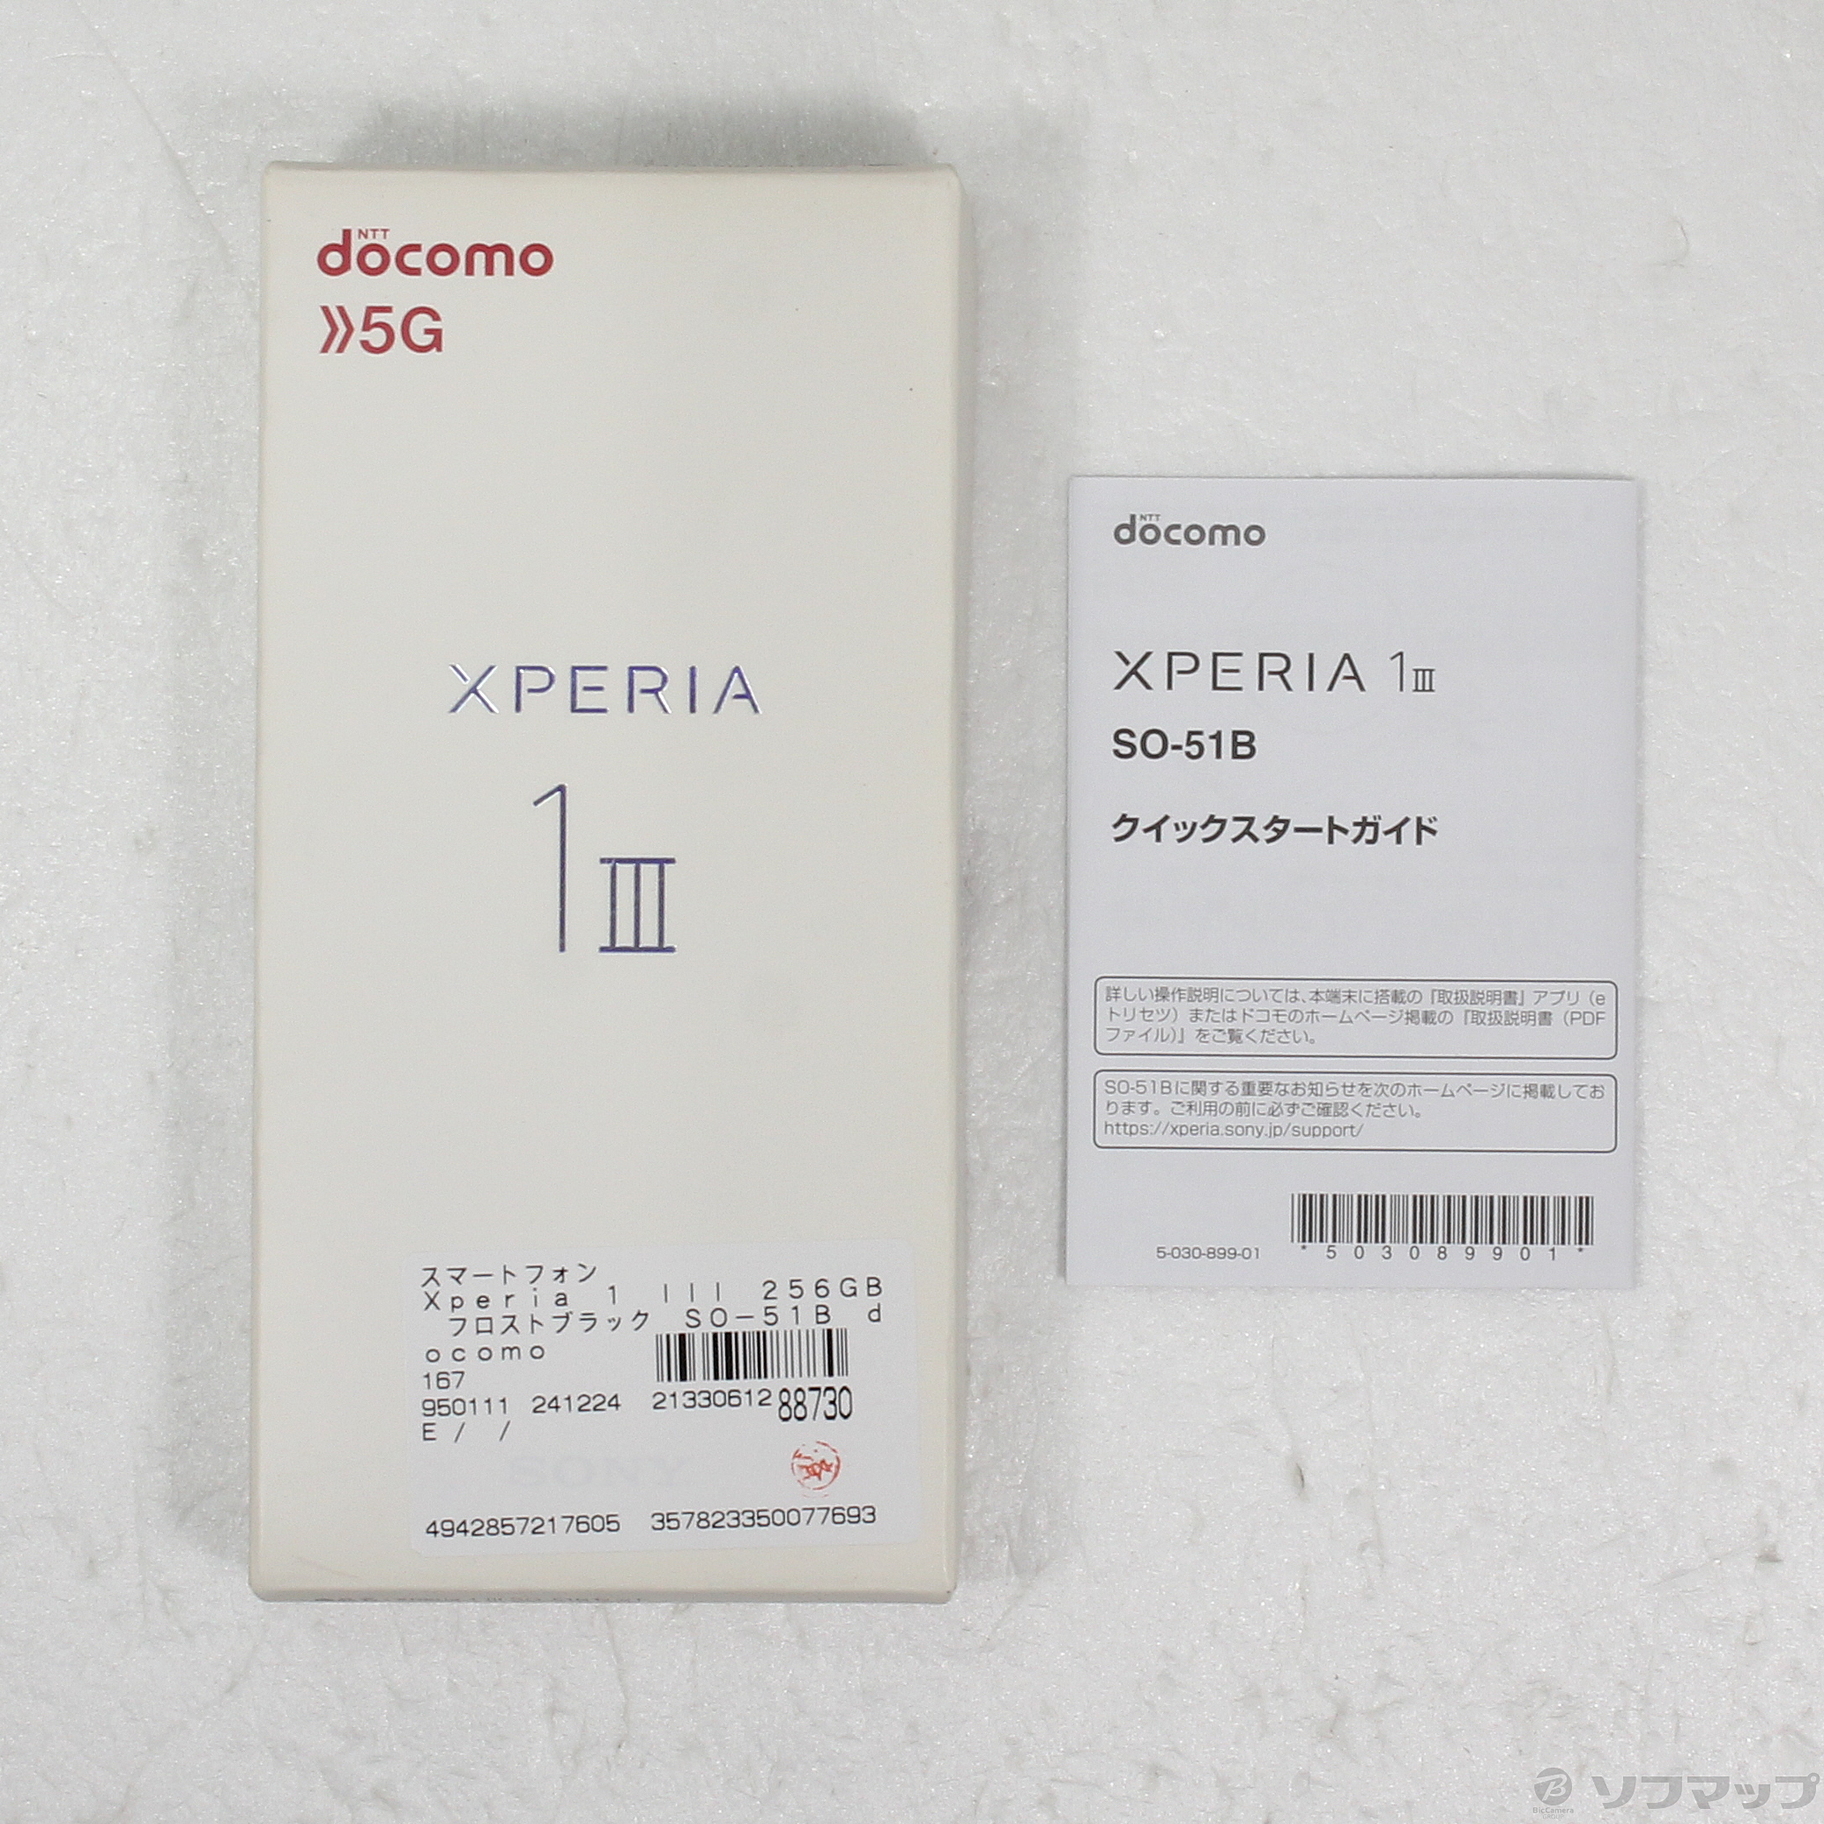 NTT
docomo
5G
XPERIA
1III
スマートフォン
Xperia 1 III 256GB
フロストブラック SO-51B d
ocomo
167
950111 241224 21330612 88730
E / /
4942857217605 357823350077693
NTT
docomo
XPERIA 1III
SO-51B
クイックスタートガイド
詳しい操作説明については、本端末に搭載の『取扱説明書』アプリ（e
トリセツ）またはドコモのホームページ掲載の『取扱説明書（PDF
ファイル）』をご覧ください。
SO-51Bに関する重要なお知らせを次のホームページに掲載してお
ります。ご利用の前に必ずご確認ください。
https://xperia.sony.jp/support/
5-030-899-01 *503089901*
BicCamera
GROUP
ソフマップ